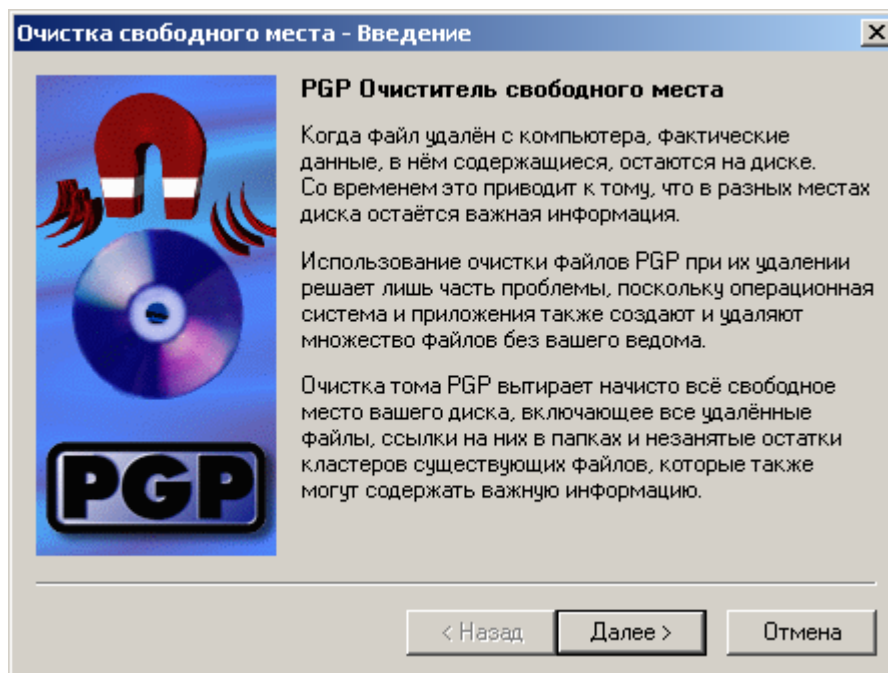 Очистка свободного места - Введение
PGP Очиститель свободного места
Когда файл удалён с компьютера, фактические
данные, в нём содержащиеся, остаются на диске.
Со временем это приводит к тому, что в разных местах
диска остаётся важная информация.
Использование очистки файлов PGP при их удалении
решает лишь часть проблемы, поскольку операционная
система и приложения также создают и удаляют
множество файлов без вашего ведома.
Очистка тома PGP вытирает начисто всё свободное
место вашего диска, включающее все удалённые
файлы, ссылки на них в папках и незанятые остатки
кластеров существующих файлов, которые также
могут содержать важную информацию.
PGP
< Назад
Далее >
Отмена